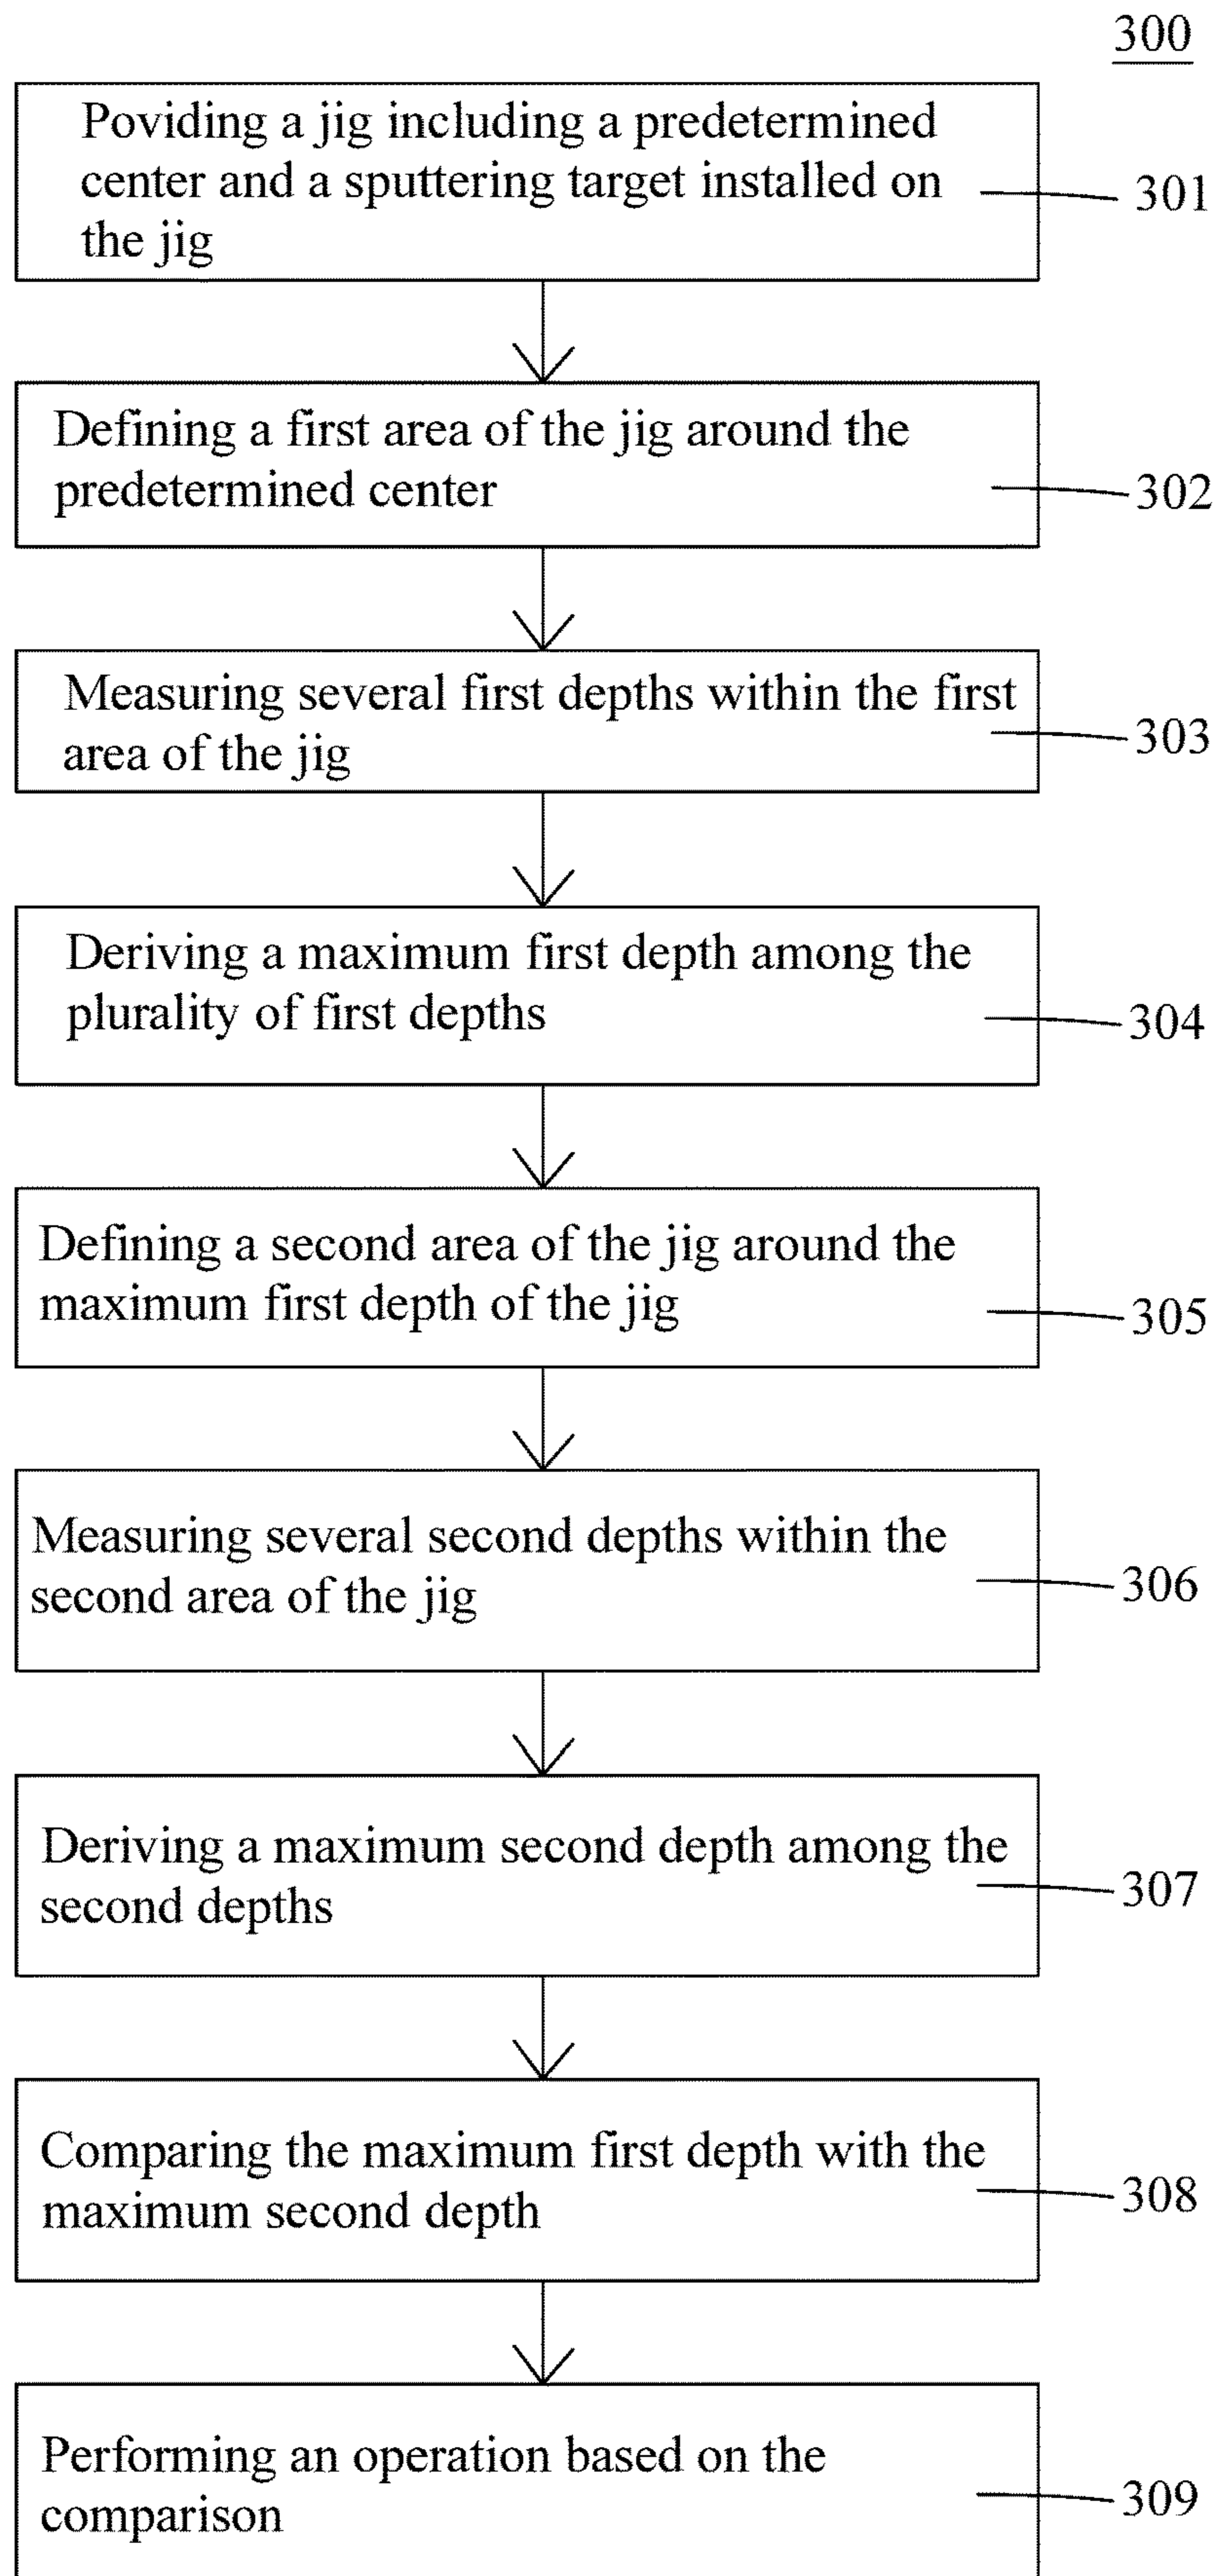 300
Poviding a jig including a predetermined
center and a sputtering target installed on
the jig
301
Defining a first area of the jig around the
predetermined center
302
Measuring several first depths within the first
area of the jig
303
Deriving a maximum first depth among the
plurality of first depths
304
Defining a second area of the jig around the
maximum first depth of the jig
305
Measuring several second depths within the
second area of the jig
306
Deriving a maximum second depth among the
second depths
307
Comparing the maximum first depth with the
maximum second depth
308
Performing an operation based on the
comparison
309